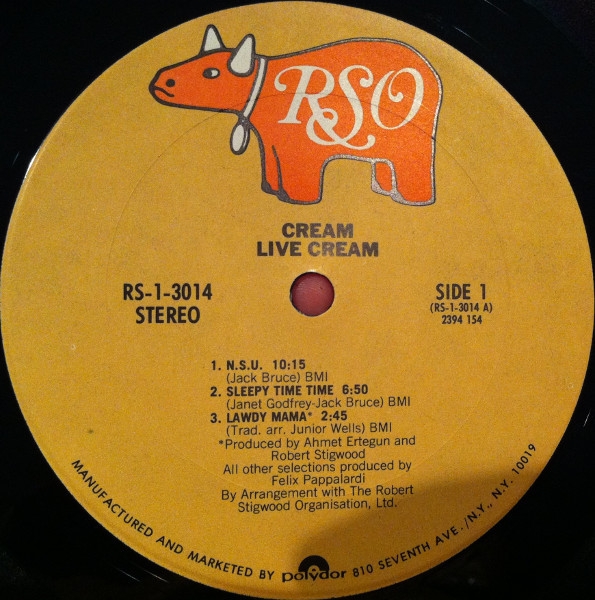 RSO
CREAM
LIVE CREAM
RS-1-3014
STEREO
SIDE 1
(RS-1-3014 A)
2394 154
1. N.S.U. 10:15
(Jack Bruce) BMI
2. SLEEPY TIME TIME 6:50
(Janet Godfrey-Jack Bruce) BMI
3. LAWDY MAMA* 2:45
(Trad. arr. Junior Wells) BMI
*Produced by Ahmet Ertegun and
Robert Stigwood
All other selections produced by
Felix Pappalardi
By Arrangement with The Robert
Stigwood Organisation, Ltd.
MANUFACTURED AND MARKETED BY polydor 810 SEVENTH AVE./N.Y., N.Y. 10019